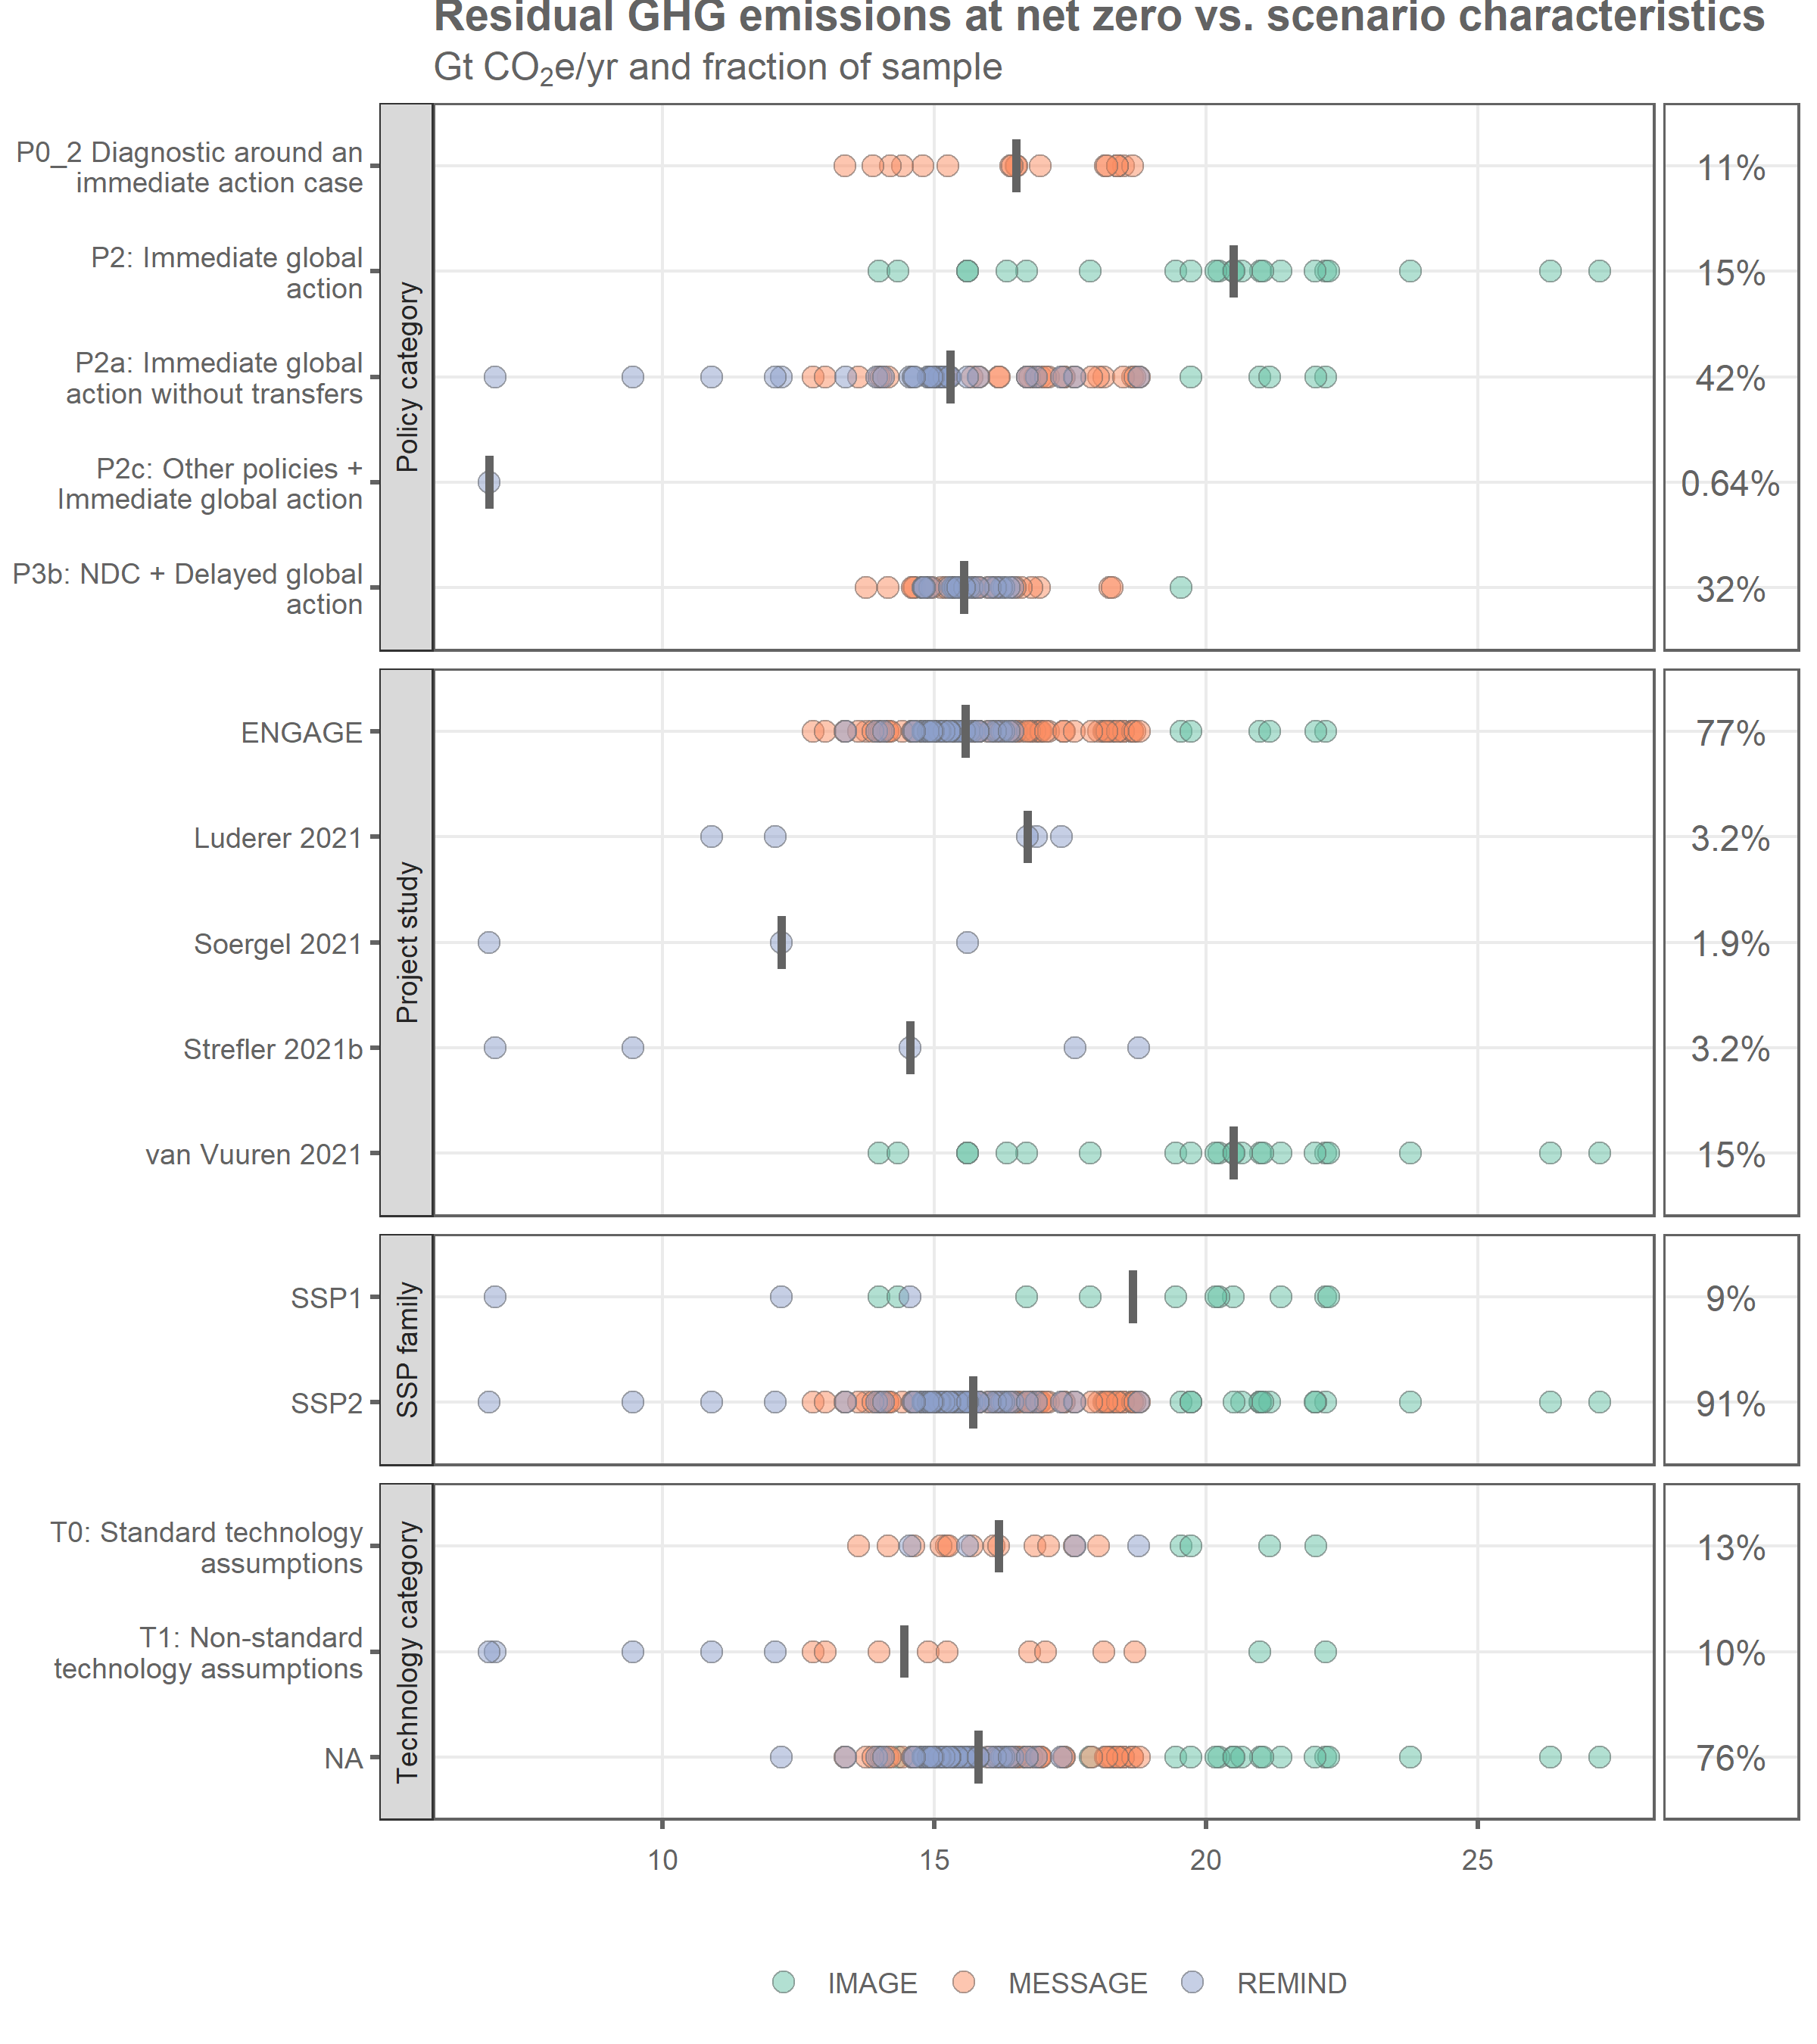 Residual GHG emissions at net zero vs. scenario characteristics
Gt CO₂e/yr and fraction of sample
Policy category
P0_2 Diagnostic around an
immediate action case
11%
P2: Immediate global
action
15%
P2a: Immediate global
action without transfers
42%
P2c: Other policies +
Immediate global action
0.64%
P3b: NDC + Delayed global
action
32%
Project study
ENGAGE
77%
Luderer 2021
3.2%
Soergel 2021
1.9%
Strefler 2021b
3.2%
van Vuuren 2021
15%
SSP family
SSP1
9%
SSP2
91%
Technology category
T0: Standard technology
assumptions
13%
T1: Non-standard
technology assumptions
10%
NA
76%
10 15 20 25
IMAGE MESSAGE REMIND